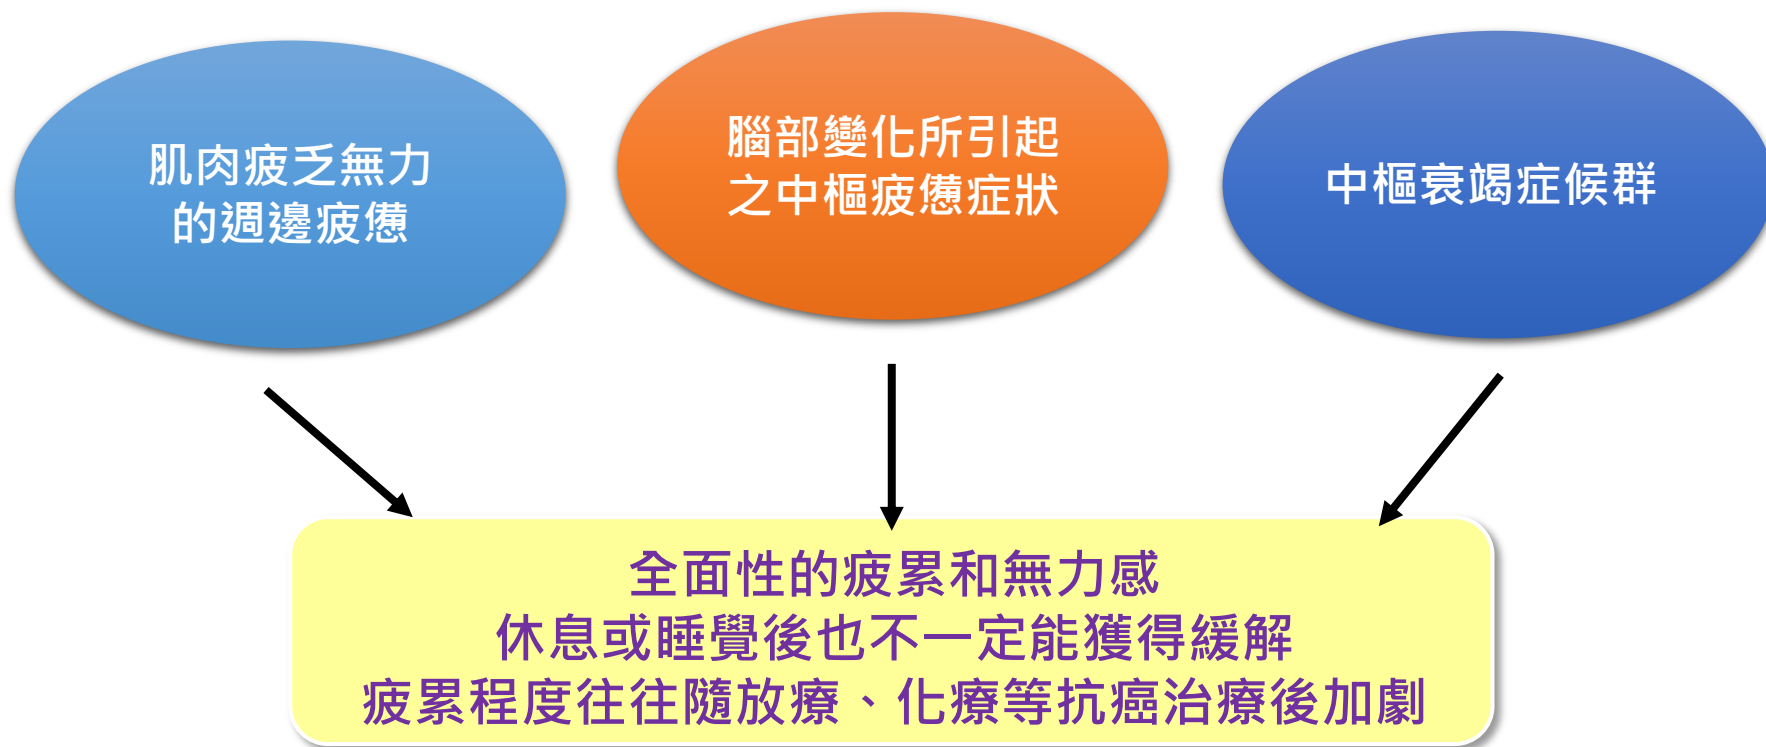 肌肉疲乏無力
的週邊疲憊
腦部變化所引起
之中樞疲憊症狀
中樞衰竭症候群
全面性的疲累和無力感
休息或睡覺後也不一定能獲得緩解
疲累程度往往隨放療、化療等抗癌治療後加劇